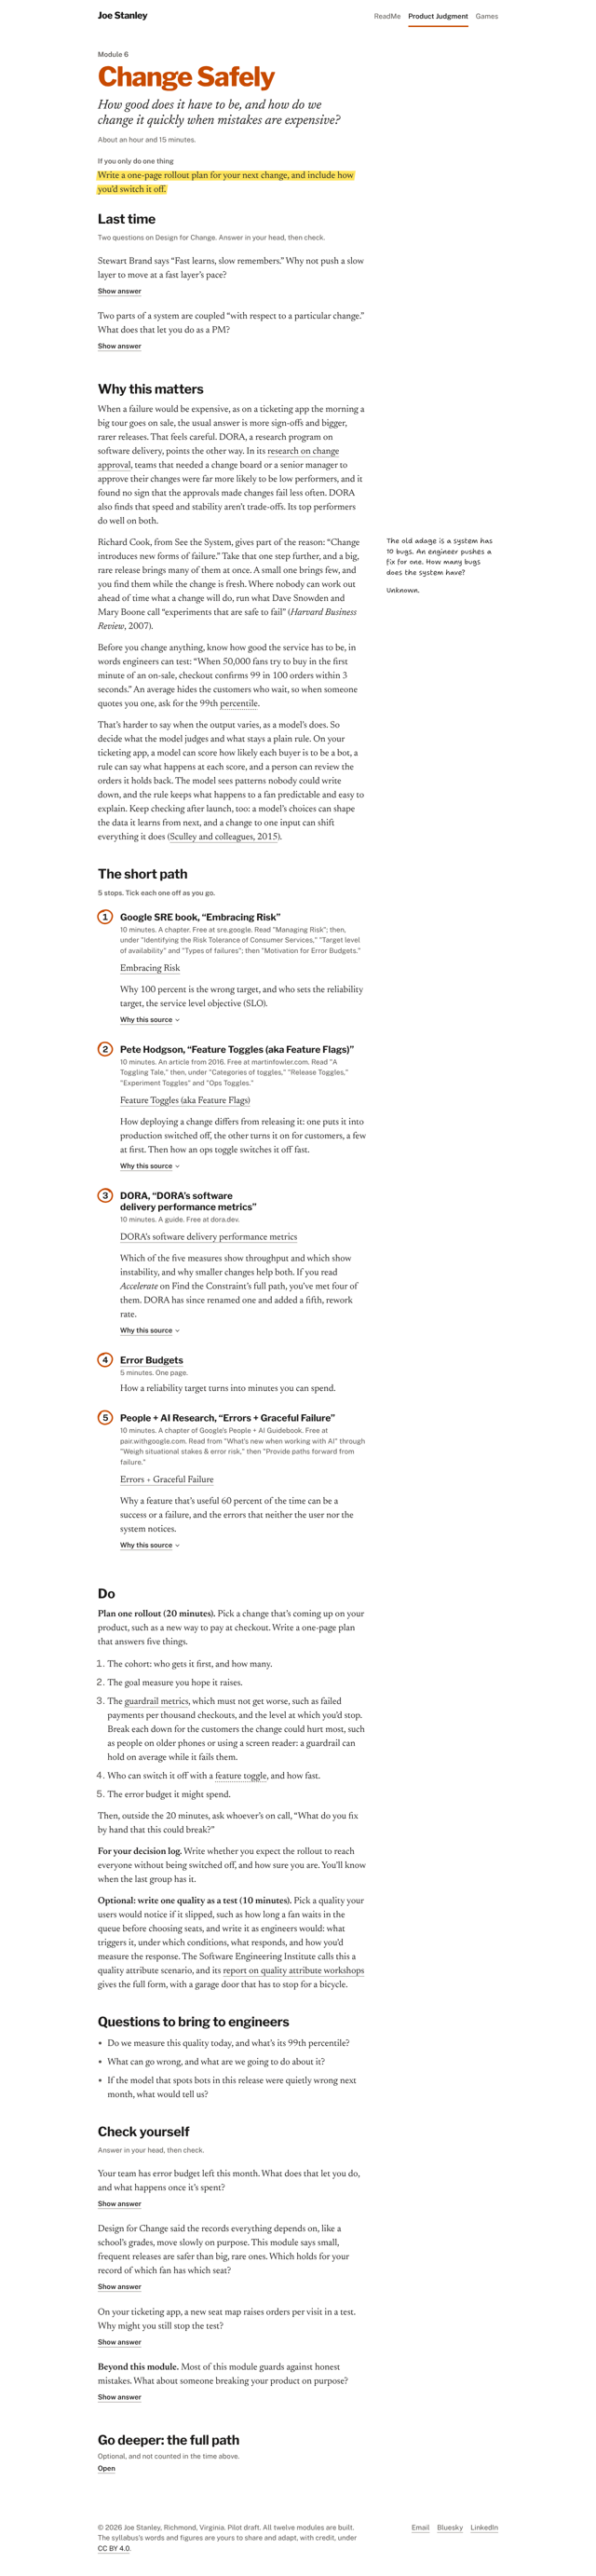 Joe Stanley
ReadMe Product Judgment Games
Module 6
Change Safely
How good does it have to be, and how do we
change it quickly when mistakes are expensive?
About an hour and 15 minutes.
If you only do one thing
Write a one-page rollout plan for your next change, and include how
you’d switch it off.
Last time
Two questions on Design for Change. Answer in your head, then check.
Stewart Brand says “Fast learns, slow remembers.” Why not push a slow
layer to move at a fast layer’s pace?
Show answer
Two parts of a system are coupled “with respect to a particular change.”
What does that let you do as a PM?
Show answer
Why this matters
When a failure would be expensive, as on a ticketing app the morning a
big tour goes on sale, the usual answer is more sign-offs and bigger,
rarer releases. That feels careful. DORA, a research program on
software delivery, points the other way. In its research on change
approval, teams that needed a change board or a senior manager to
approve their changes were far more likely to be low performers, and it
found no sign that the approvals made changes fail less often. DORA
also finds that speed and stability aren’t trade-offs. Its top performers
do well on both.
Richard Cook, from See the System, gives part of the reason: “Change
introduces new forms of failure.” Take that one step further, and a big,
rare release brings many of them at once. A small one brings few, and
you find them while the change is fresh. Where nobody can work out
ahead of time what a change will do, run what Dave Snowden and
Mary Boone call “experiments that are safe to fail” (Harvard Business
Review, 2007).
The old adage is a system has
10 bugs. An engineer pushes a
fix for one. How many bugs
does the system have?
Unknown.
Before you change anything, know how good the service has to be, in
words engineers can test: “When 50,000 fans try to buy in the first
minute of an on-sale, checkout confirms 99 in 100 orders within 3
seconds.” An average hides the customers who wait, so when someone
quotes you one, ask for the 99th percentile.
That’s harder to say when the output varies, as a model’s does. So
decide what the model judges and what stays a plain rule. On your
ticketing app, a model can score how likely each buyer is to be a bot, a
rule can say what happens at each score, and a person can review the
orders it holds back. The model sees patterns nobody could write
down, and the rule keeps what happens to a fan predictable and easy to
explain. Keep checking after launch, too: a model’s choices can shape
the data it learns from next, and a change to one input can shift
everything it does (Sculley and colleagues, 2015).
The short path
5 stops. Tick each one off as you go.
1
Google SRE book, “Embracing Risk”
10 minutes. A chapter. Free at sre.google. Read "Managing Risk"; then,
under "Identifying the Risk Tolerance of Consumer Services," "Target level
of availability" and "Types of failures"; then "Motivation for Error Budgets."
Embracing Risk
Why 100 percent is the wrong target, and who sets the reliability
target, the service level objective (SLO).
Why this source
2
Pete Hodgson, “Feature Toggles (aka Feature Flags)”
10 minutes. An article from 2016. Free at martinfowler.com. Read "A
Toggling Tale," then, under "Categories of toggles," "Release Toggles,"
"Experiment Toggles" and "Ops Toggles."
Feature Toggles (aka Feature Flags)
How deploying a change differs from releasing it: one puts it into
production switched off, the other turns it on for customers, a few
at first. Then how an ops toggle switches it off fast.
Why this source
3
DORA, “DORA’s software
delivery performance metrics”
10 minutes. A guide. Free at dora.dev.
DORA’s software delivery performance metrics
Which of the five measures show throughput and which show
instability, and why smaller changes help both. If you read
Accelerate on Find the Constraint’s full path, you’ve met four of
them. DORA has since renamed one and added a fifth, rework
rate.
Why this source
4
Error Budgets
5 minutes. One page.
How a reliability target turns into minutes you can spend.
5
People + AI Research, “Errors + Graceful Failure”
10 minutes. A chapter of Google's People + AI Guidebook. Free at
pair.withgoogle.com. Read from "What's new when working with AI" through
"Weigh situational stakes & error risk," then "Provide paths forward from
failure."
Errors + Graceful Failure
Why a feature that’s useful 60 percent of the time can be a
success or a failure, and the errors that neither the user nor the
system notices.
Why this source
Do
Plan one rollout (20 minutes). Pick a change that’s coming up on your
product, such as a new way to pay at checkout. Write a one-page plan
that answers five things.
1. The cohort: who gets it first, and how many.
2. The goal measure you hope it raises.
3. The guardrail metrics, which must not get worse, such as failed
payments per thousand checkouts, and the level at which you’d stop.
Break each down for the customers the change could hurt most, such
as people on older phones or using a screen reader: a guardrail can
hold on average while it fails them.
4. Who can switch it off with a feature toggle, and how fast.
5. The error budget it might spend.
Then, outside the 20 minutes, ask whoever’s on call, “What do you fix
by hand that this could break?”
For your decision log. Write whether you expect the rollout to reach
everyone without being switched off, and how sure you are. You’ll know
when the last group has it.
Optional: write one quality as a test (10 minutes). Pick a quality your
users would notice if it slipped, such as how long a fan waits in the
queue before choosing seats, and write it as engineers would: what
triggers it, under which conditions, what responds, and how you’d
measure the response. The Software Engineering Institute calls this a
quality attribute scenario, and its report on quality attribute workshops
gives the full form, with a garage door that has to stop for a bicycle.
Questions to bring to engineers
• Do we measure this quality today, and what’s its 99th percentile?
• What can go wrong, and what are we going to do about it?
• If the model that spots bots in this release were quietly wrong next
month, what would tell us?
Check yourself
Answer in your head, then check.
Your team has error budget left this month. What does that let you do,
and what happens once it’s spent?
Show answer
Design for Change said the records everything depends on, like a
school’s grades, move slowly on purpose. This module says small,
frequent releases are safer than big, rare ones. Which holds for your
record of which fan has which seat?
Show answer
On your ticketing app, a new seat map raises orders per visit in a test.
Why might you still stop the test?
Show answer
Beyond this module. Most of this module guards against honest
mistakes. What about someone breaking your product on purpose?
Show answer
Go deeper: the full path
Optional, and not counted in the time above.
Open
© 2026 Joe Stanley, Richmond, Virginia. Pilot draft. All twelve modules are built.
The syllabus’s words and figures are yours to share and adapt, with credit, under
CC BY 4.0.
Email Bluesky LinkedIn